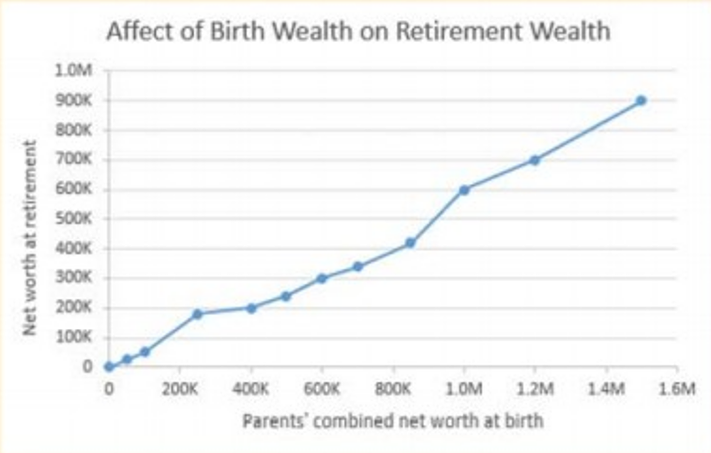 Affect of Birth Wealth on Retirement Wealth
1.0M
900K
800K
700K
600K
500K
400K
300K
200K
100K
0
Net worth at retirement
0 200K 400K 600K 800K 1.0M 1.2M 1.4M 1.6M
Parents' combined net worth at birth